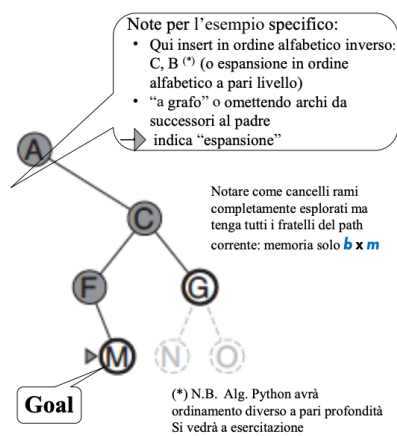 Note per l'esempio specifico:
• Qui insert in ordine alfabetico inverso:
C, B (*) (o espansione in ordine
alfabetico a pari livello)
• “a grafo” o omettendo archi da
successori al padre
indica “espansione”
A
Notare come cancelli rami
completamente esplorati ma
tenga tutti i fratelli del path
corrente: memoria solo b x m
C
F
G
M
N
O
Goal
(*) N.B. Alg. Python avrà
ordinamento diverso a pari profondità
Si vedrà a esercitazione